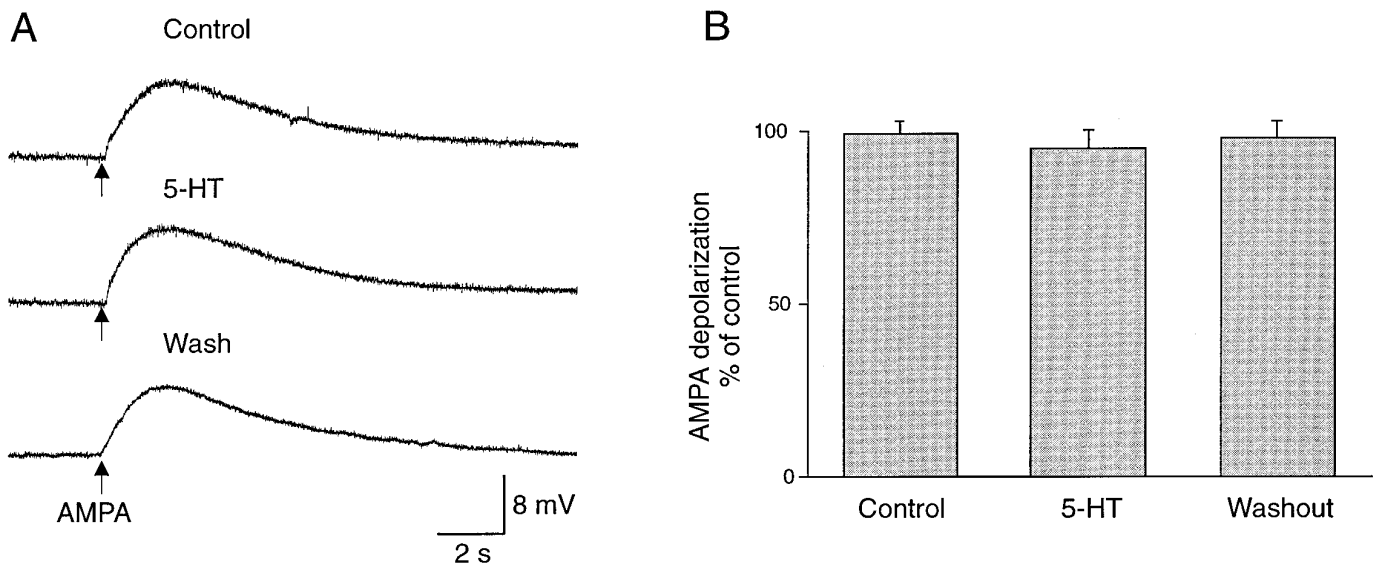 A
Control
5-HT
Wash
AMPA
8 mV
2 s
B
AMPA depolarization
% of control
100
50
0
Control
5-HT
Washout